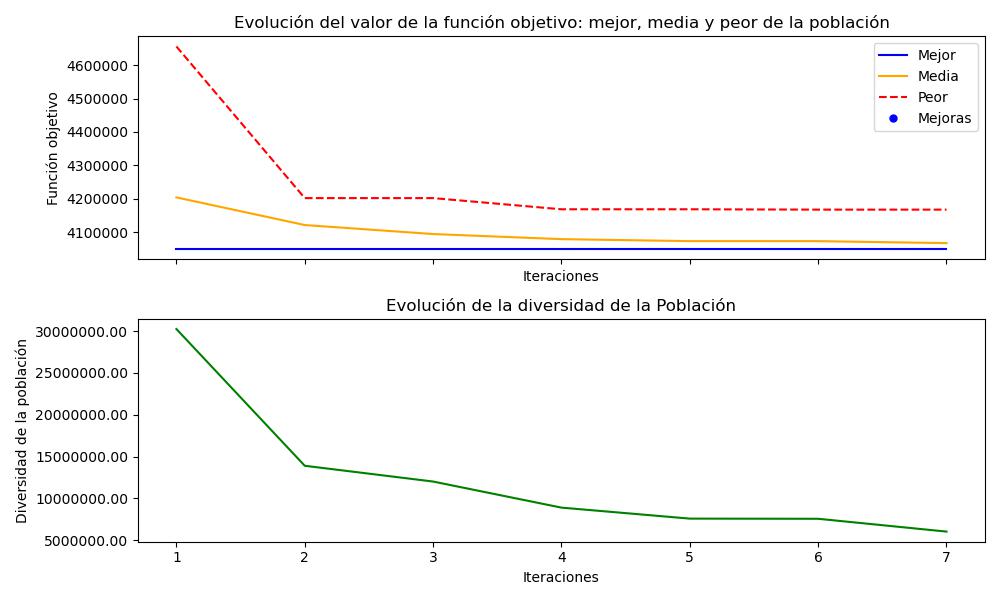 Evolución del valor de la función objetivo: mejor, media y peor de la población
Función objetivo
4600000
4500000
4400000
4300000
4200000
4100000
Mejor
Media
Peor
Mejoras
Iteraciones
Evolución de la diversidad de la Población
Diversidad de la población
30000000.00
25000000.00
20000000.00
15000000.00
10000000.00
5000000.00
1 2 3 4 5 6 7
Iteraciones